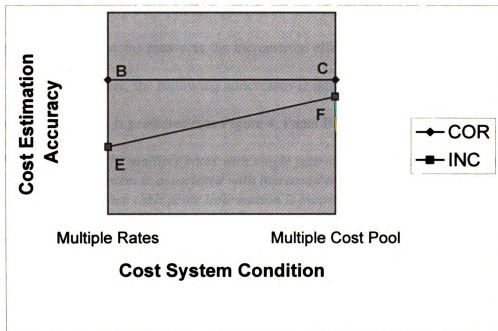 Cost Estimation
Accuracy
B
C
E
F
COR
INC
Multiple Rates
Multiple Cost Pool
Cost System Condition